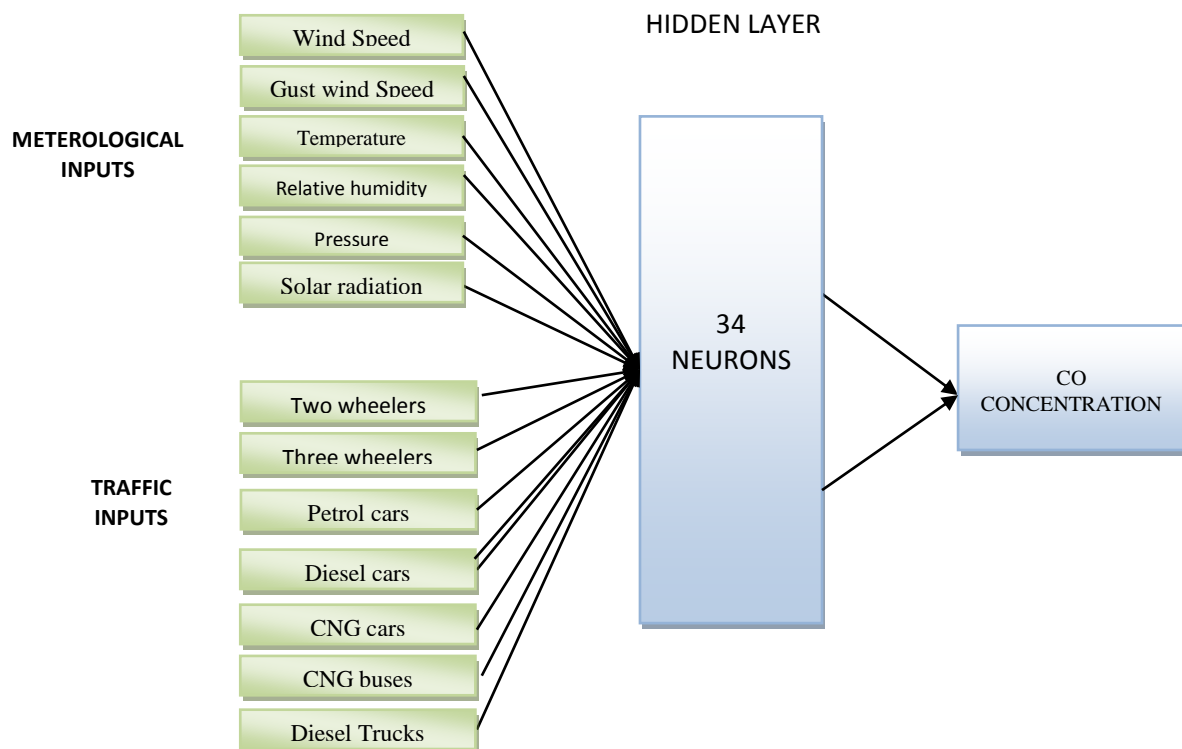 HIDDEN LAYER
METEROLOGICAL
INPUTS
Wind Speed
Gust wind Speed
Temperature
Relative humidity
Pressure
Solar radiation
TRAFFIC
INPUTS
Two wheelers
Three wheelers
Petrol cars
Diesel cars
CNG cars
CNG buses
Diesel Trucks
34
NEURONS
CO
CONCENTRATION